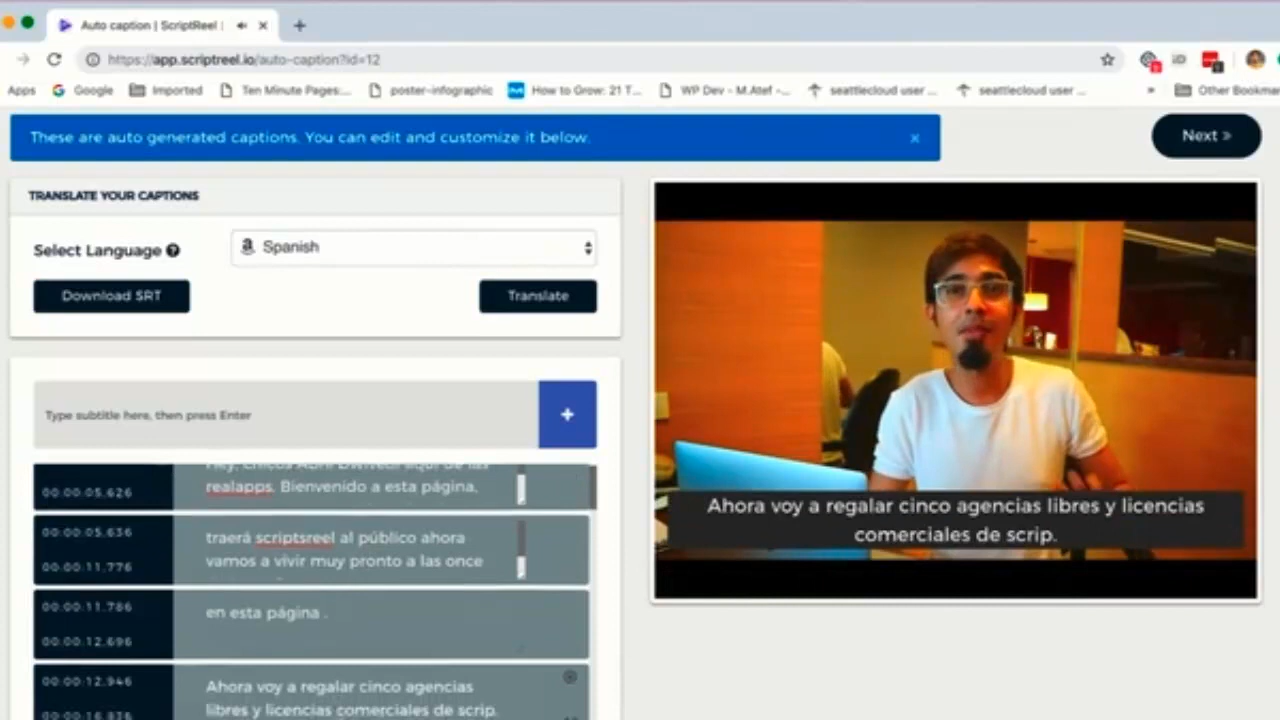 Auto caption | ScriptReel
https://app.scriptreel.io/auto-caption?id=12
Apps
Google
Imported
Ten Minute Pages:...
poster-infographic
How to Grow: 21 T...
WP Dev - M.Atef -...
seattlecloud user ...
seattlecloud user ...
»
Other Bookmar
These are auto generated captions. You can edit and customize it below.
×
Next »
TRANSLATE YOUR CAPTIONS
Select Language ?
Spanish
Download SRT
Translate
Type subtitle here, then press Enter
+
00:00:05.626
realapps. Bienvenido a esta página,
00:00:05.636
traerá scriptsreel al público ahora
vamos a vivir muy pronto a las once
00:00:11.776
00:00:11.786
en esta página .
00:00:12.696
00:00:12.946
Ahora voy a regalar cinco agencias
libres y licencias comerciales de scrip.
00:00:16.836
Ahora voy a regalar cinco agencias libres y licencias
comerciales de scrip.